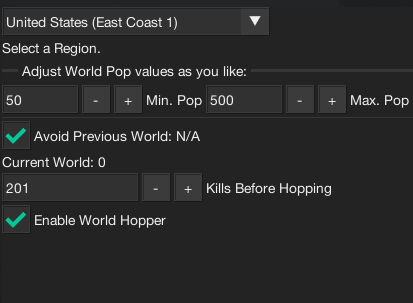 United States (East Coast 1)
Select a Region.
Adjust World Pop values as you like:
50 - + Min. Pop 500 - + Max. Pop
Avoid Previous World: N/A
Current World: 0
201 - + Kills Before Hopping
Enable World Hopper